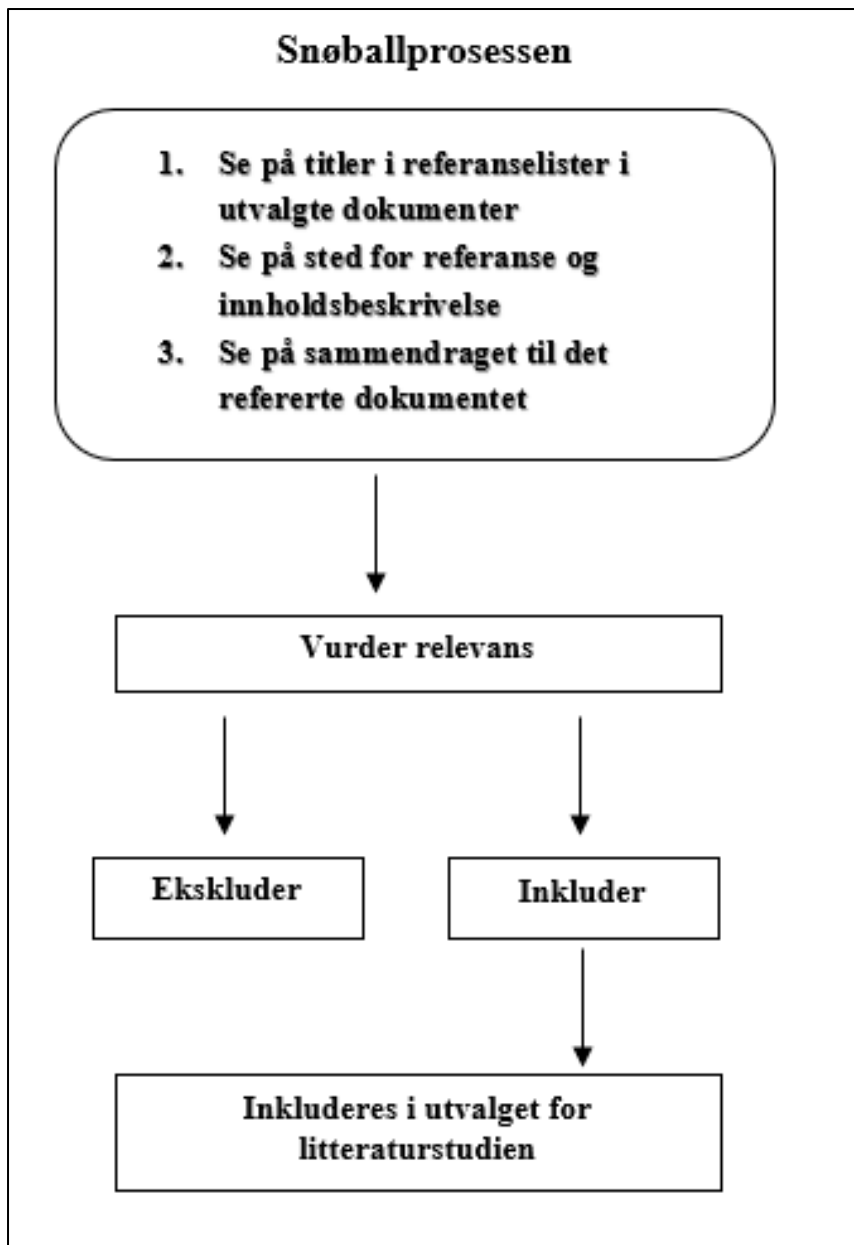 Snøballprosessen
1. Se på titler i referanselister i
utvalgte dokumenter
2. Se på sted for referanse og
innholdsbeskrivelse
3. Se på sammendraget til det
refererte dokumentet
Vurder relevans
Ekskluder
Inkluder
Inkluderes i utvalget for
litteraturstudien